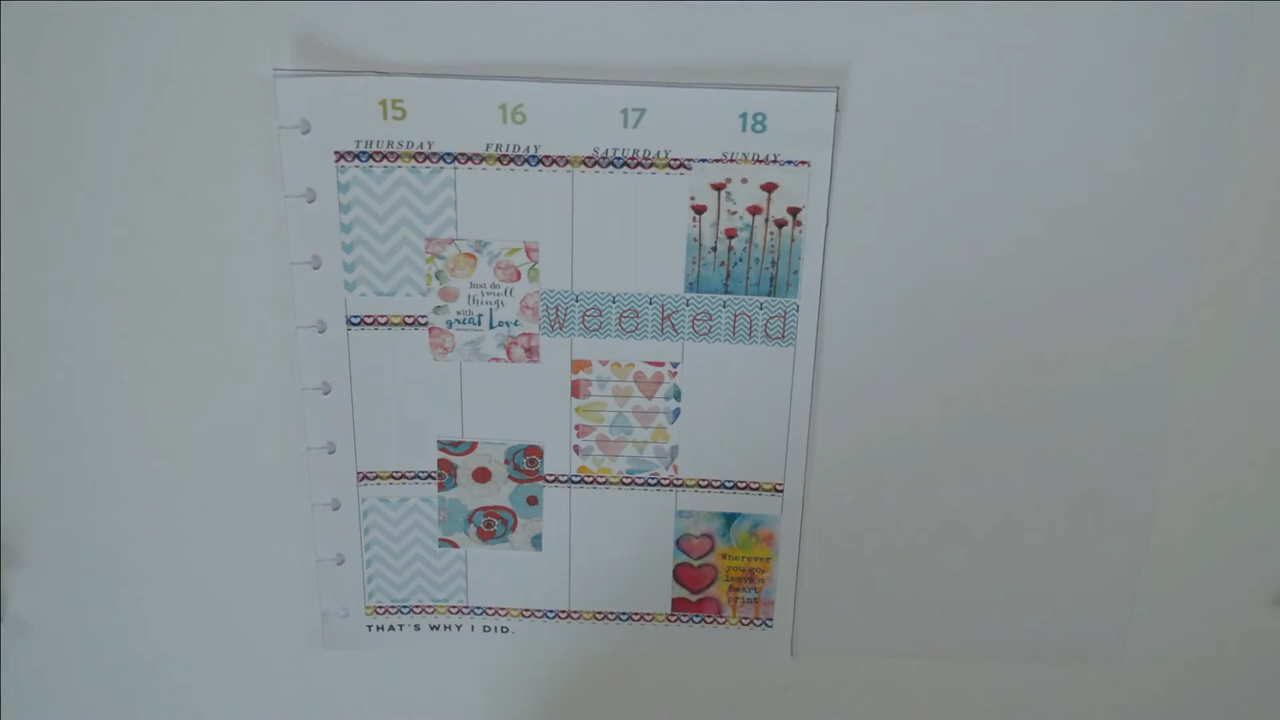 15 16 17 18
THURSDAY FRIDAY SATURDAY SUNDAY
Just do
small
things
with
great Love.
weekend
Wherever
you go,
leave a
heart
print
THAT'S WHY I DID.